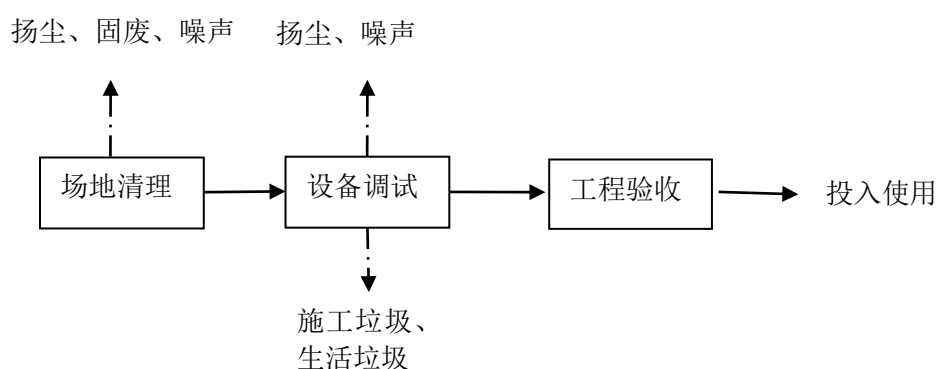 扬尘、固废、噪声
扬尘、噪声
场地清理
设备调试
工程验收
投入使用
施工垃圾、
生活垃圾